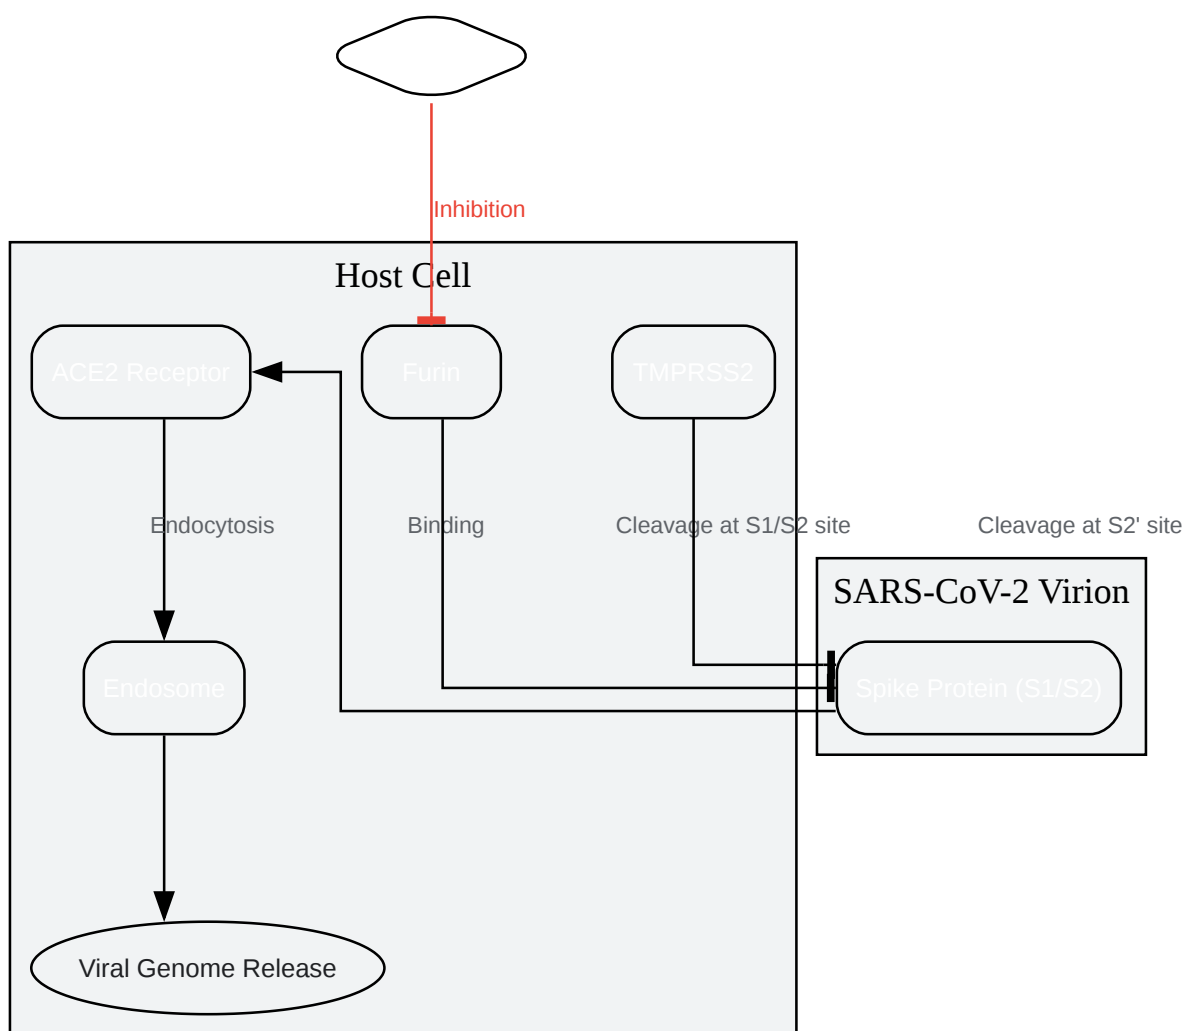 Inhibition
Host Cell
ACE2 Receptor
Furin
TMPRSS2
Endocytosis
Binding
Cleavage at S1/S2 site
Cleavage at S2' site
SARS-CoV-2 Virion
Endosome
Spike Protein (S1/S2)
Viral Genome Release